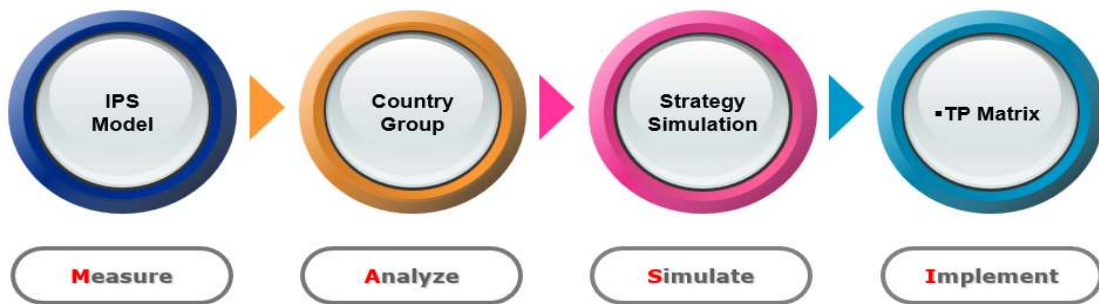 IPS
Model
Country
Group
Strategy
Simulation
▪TP Matrix
Measure
Analyze
Simulate
Implement